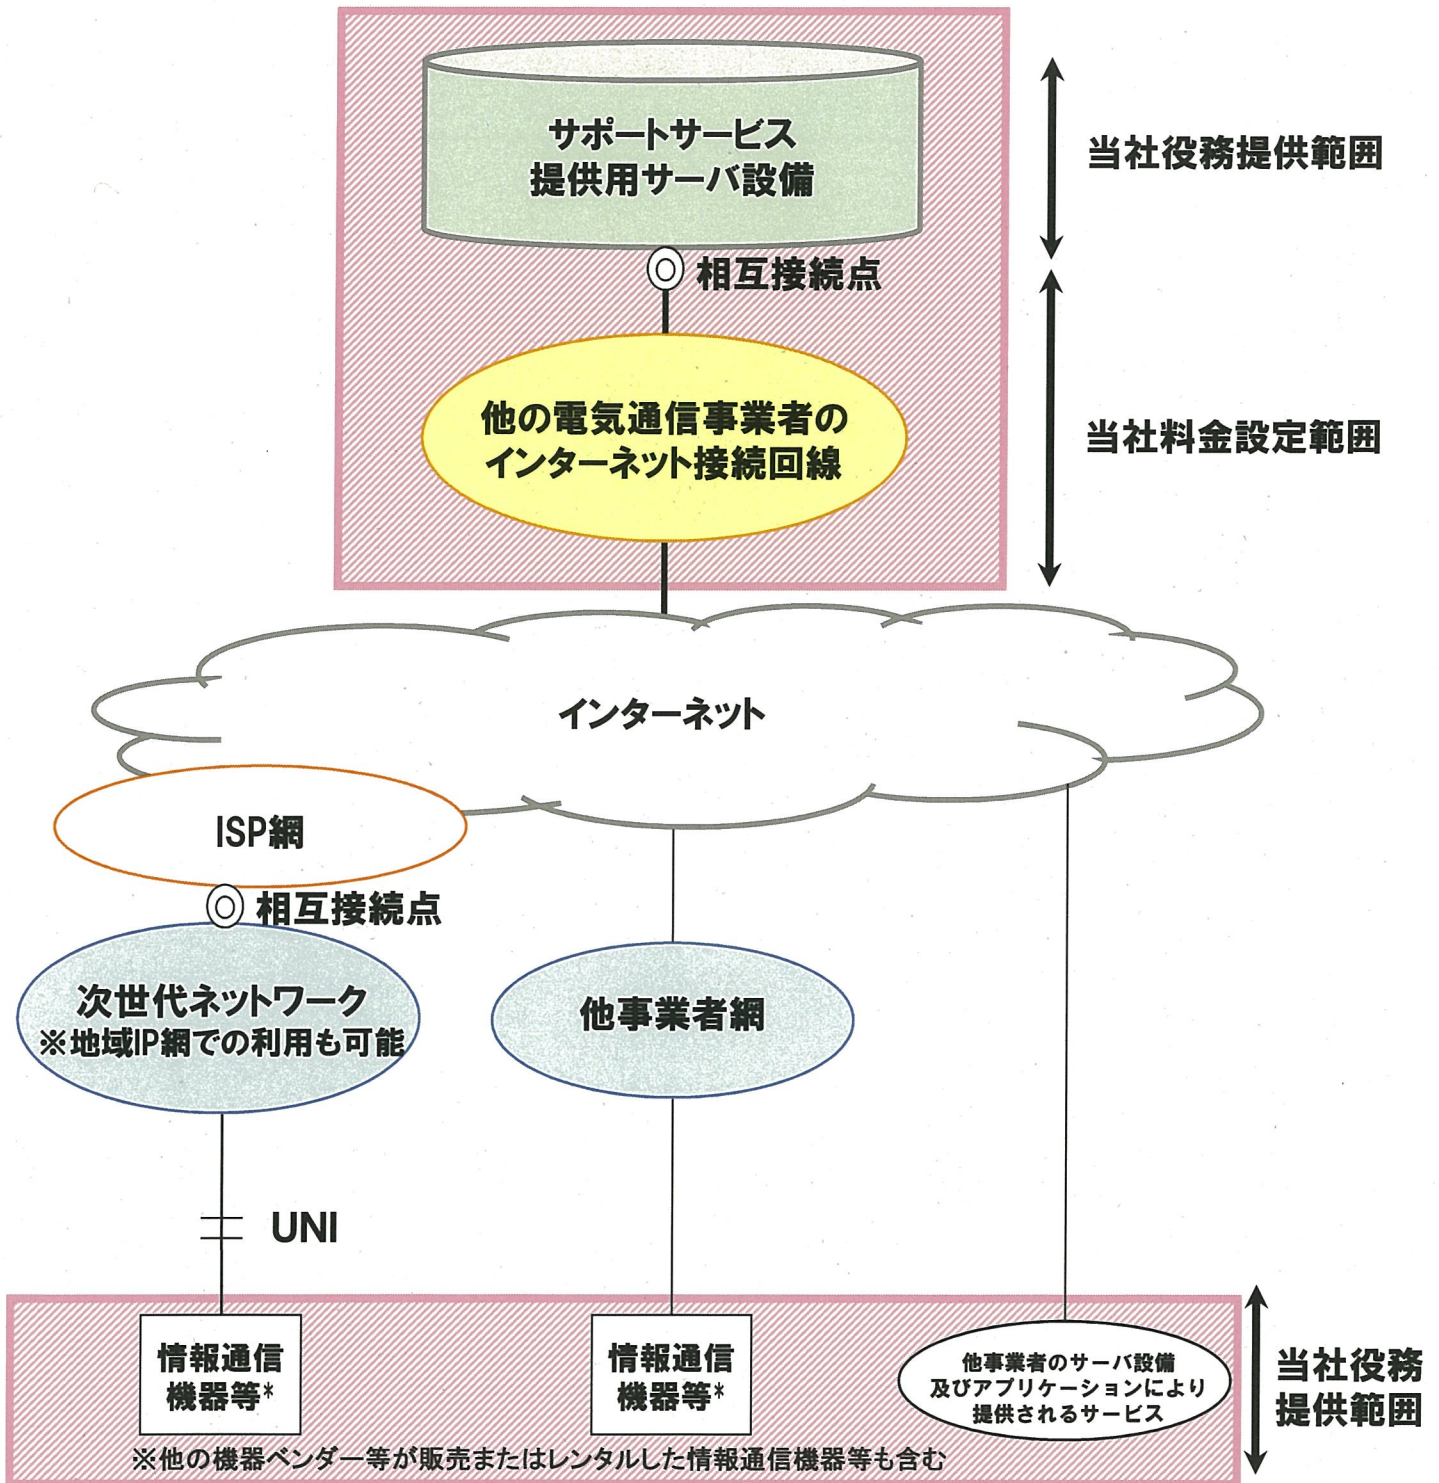 サポートサービス
提供用サーバ設備
当社役務提供範囲
相互接続点
他の電気通信事業者の
インターネット接続回線
当社料金設定範囲
インターネット
ISP網
相互接続点
次世代ネットワーク
※地域IP網での利用も可能
他事業者網
UNI
情報通信
機器等*
情報通信
機器等*
他事業者のサーバ設備
及びアプリケーションにより
提供されるサービス
当社役務
提供範囲
※他の機器ベンダー等が販売またはレンタルした情報通信機器等も含む